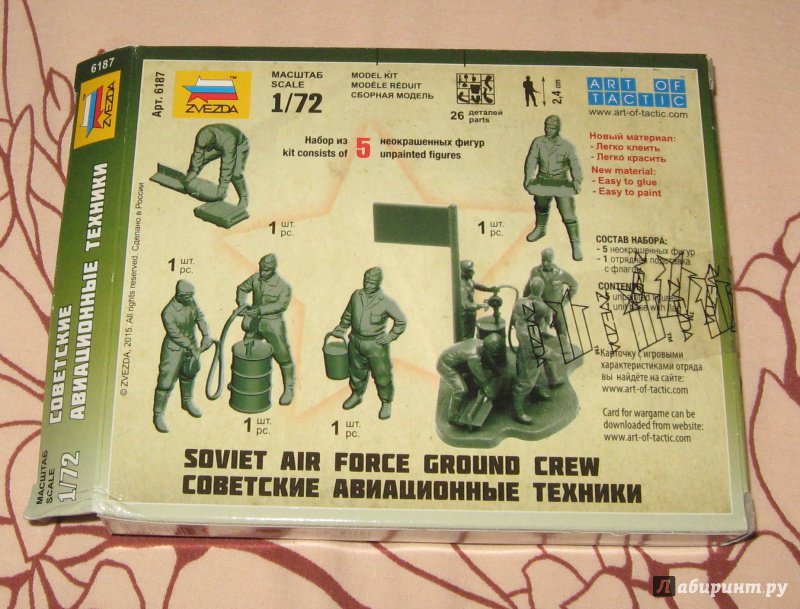 6187
ZVEZDA
СОВЕТСКИЕ
АВИАЦИОННЫЕ ТЕХНИКИ
МАСШТАБ
SCALE
1/72
© ZVEZDA, 2015. All rights reserved. Сделано в России
Арт. 6187
ZVEZDA
™
МАСШТАБ
SCALE
1/72
MODEL KIT
MODÈLE RÉDUIT
СБОРНАЯ МОДЕЛЬ
26 деталей
parts
2,4 cm
ART OF
TACTIC
www.art-of-tactic.com
Набор из 5 неокрашенных фигур
kit consists of unpainted figures
Новый материал:
- Легко клеить
- Легко красить
New material:
- Easy to glue
- Easy to paint
1 шт.
pc.
1 шт.
pc.
1 шт.
pc.
1 шт.
pc.
1 шт.
pc.
СОСТАВ НАБОРА:
- 5 неокрашенных фигур
- 1 отрядная подставка
с флагом
ZVEZDA
ZVEZDA
ZVEZDA
ZVEZDA
Карточку с игровыми
характеристиками отряда
вы найдёте на сайте:
www.art-of-tactic.com
Card for wargame can be
downloaded from website:
www.art-of-tactic.com
SOVIET AIR FORCE GROUND CREW
СОВЕТСКИЕ АВИАЦИОННЫЕ ТЕХНИКИ
Лабиринт.ру